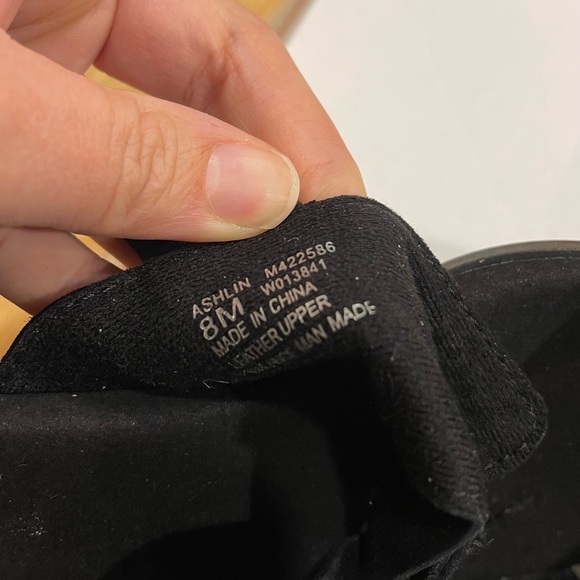 ASHLIN M422586
8M W013841
MADE IN CHINA
LEATHER UPPER
MAN MADE